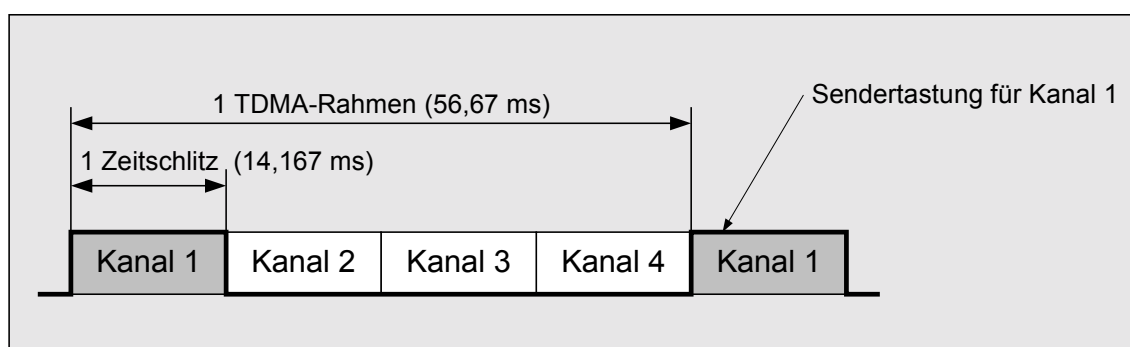 1 TDMA-Rahmen (56,67 ms)
Sendertastung für Kanal 1
1 Zeitschlitz (14,167 ms)
Kanal 1
Kanal 2
Kanal 3
Kanal 4
Kanal 1